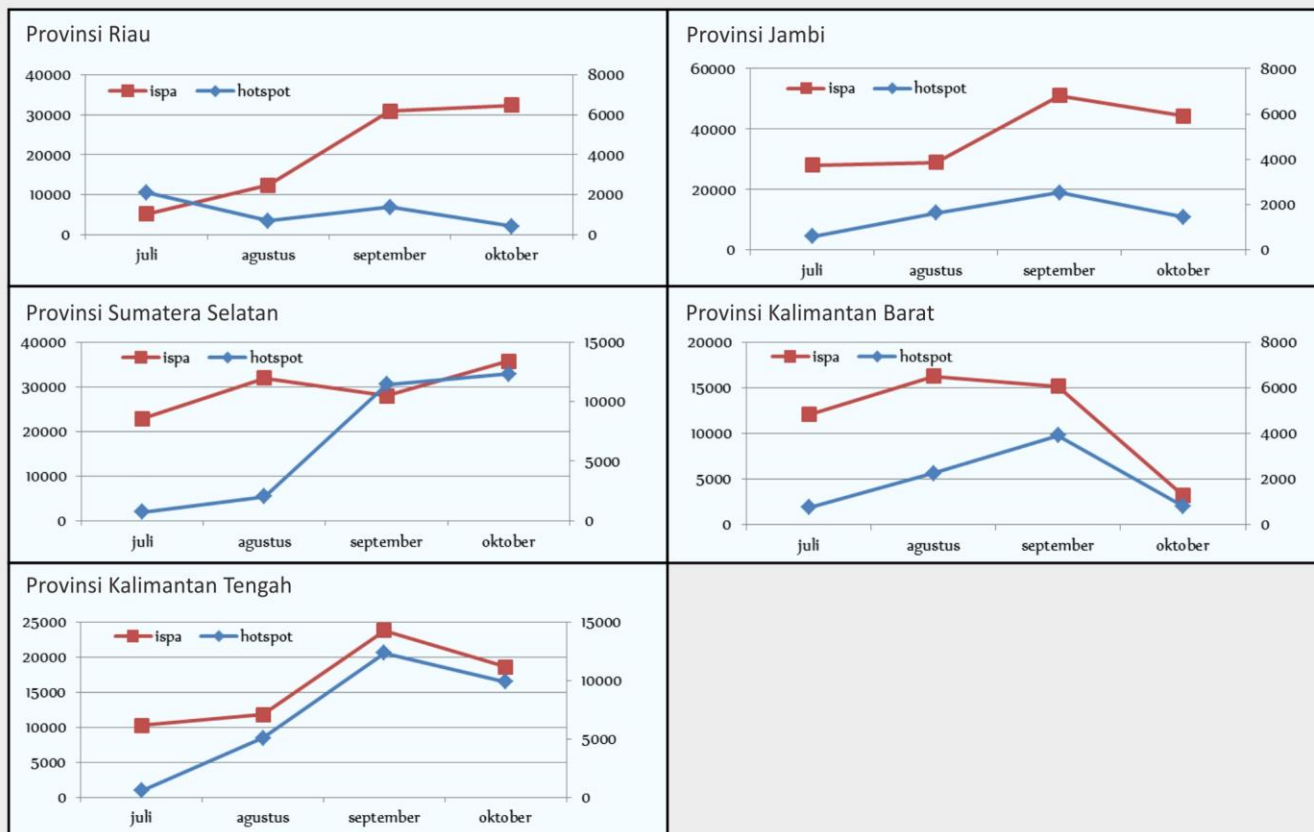 Provinsi Riau
40000
30000
20000
10000
0
ispa
hotspot
8000
6000
4000
2000
0
juli agustus september oktober
Provinsi Jambi
60000
40000
20000
0
ispa
hotspot
8000
6000
4000
2000
0
juli agustus september oktober
Provinsi Sumatera Selatan
40000
30000
20000
10000
0
ispa
hotspot
15000
10000
5000
0
juli agustus september oktober
Provinsi Kalimantan Barat
20000
15000
10000
5000
0
ispa
hotspot
8000
6000
4000
2000
0
juli agustus september oktober
Provinsi Kalimantan Tengah
25000
20000
15000
10000
5000
0
ispa
hotspot
15000
10000
5000
0
juli agustus september oktober